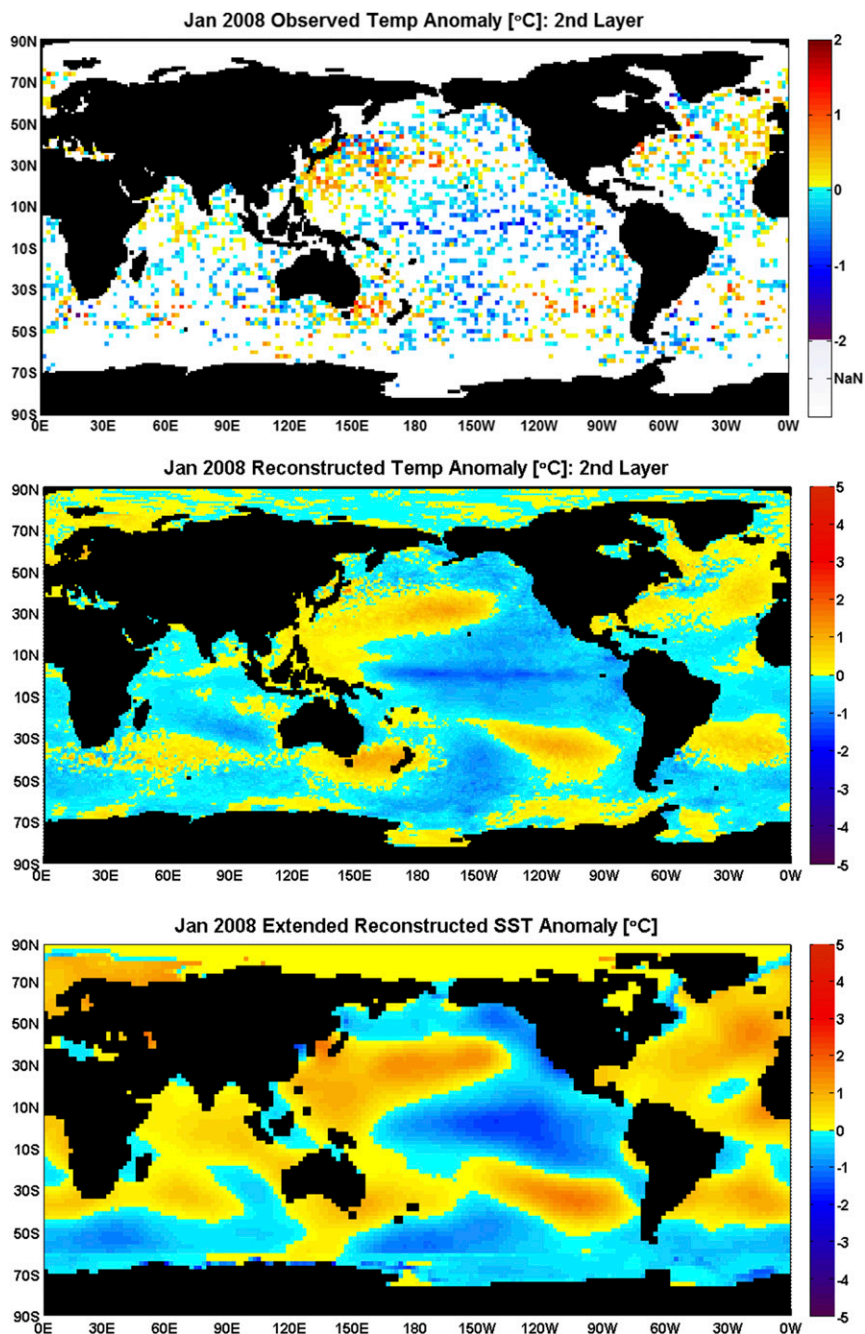 Jan 2008 Observed Temp Anomaly [°C]: 2nd Layer
90N
70N
50N
30N
10N
10S
30S
50S
70S
90S
0E 30E 60E 90E 120E 150E 180 150W 120W 90W 60W 30W 0W
2
1
0
-1
-2
NaN
Jan 2008 Reconstructed Temp Anomaly [°C]: 2nd Layer
90N
70N
50N
30N
10N
10S
30S
50S
70S
90S
0E 30E 60E 90E 120E 150E 180 150W 120W 90W 60W 30W 0W
5
4
3
2
1
0
-1
-2
-3
-4
-5
Jan 2008 Extended Reconstructed SST Anomaly [°C]
90N
70N
50N
30N
10N
10S
30S
50S
70S
90S
0E 30E 60E 90E 120E 150E 180 150W 120W 90W 60W 30W 0W
5
4
3
2
1
0
-1
-2
-3
-4
-5